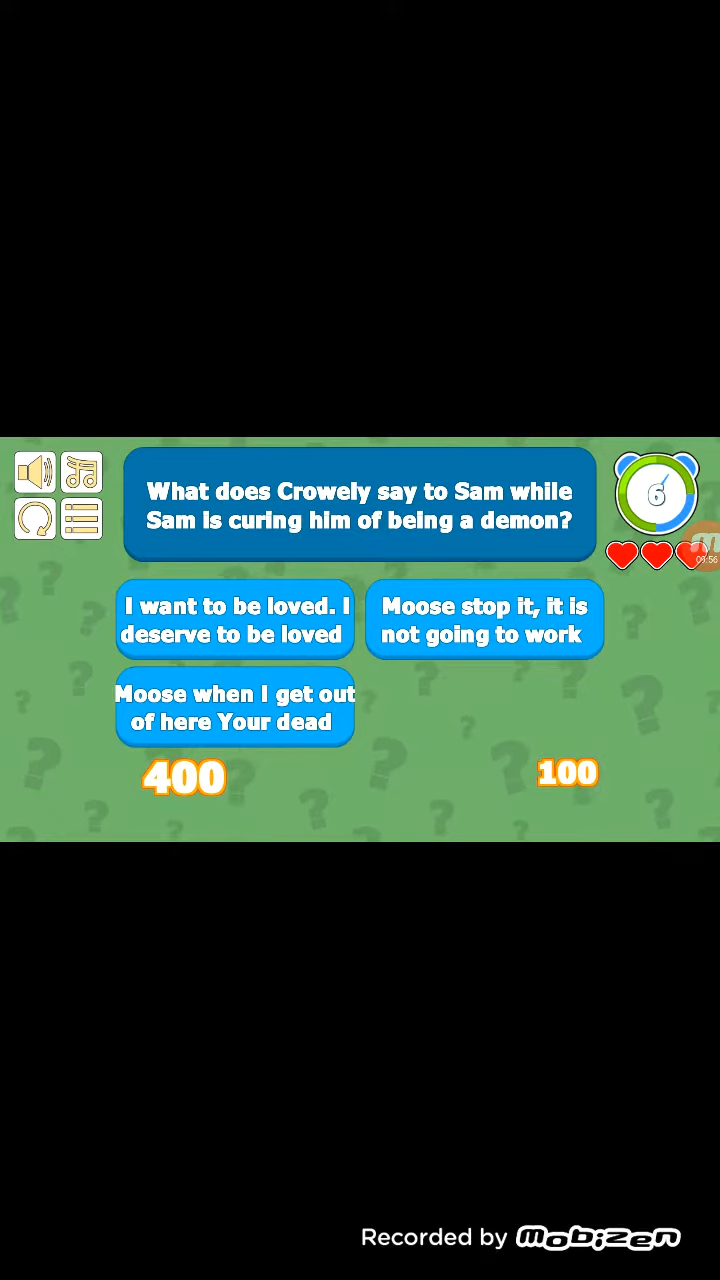 What does Crowely say to Sam while
Sam is curing him of being a demon?
6
09:56
I want to be loved. I
deserve to be loved
Moose stop it, it is
not going to work
Moose when I get out
of here Your dead
400
100
Recorded by Mobizen